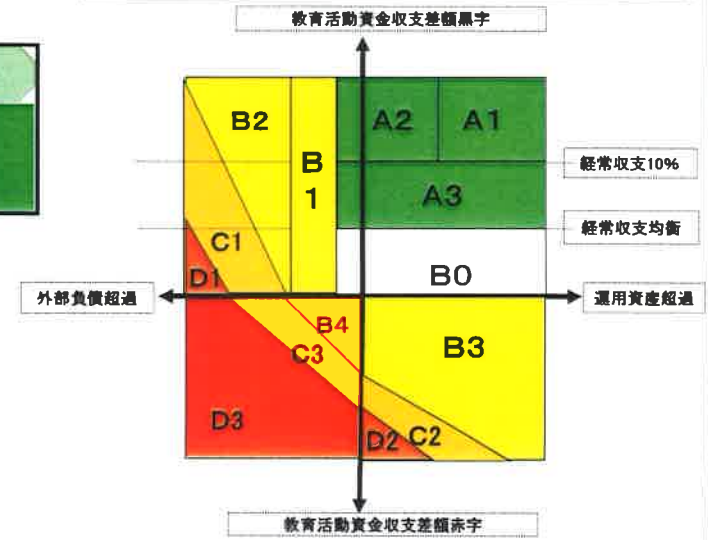 教育活動資金収支差額黒字
B2
B
1
A2
A1
経常収支10%
A3
経常収支均衡
C1
D1
B0
外部負債超過
運用資産超過
B4
C3
B3
D3
D2
C2
教育活動資金収支差額赤字